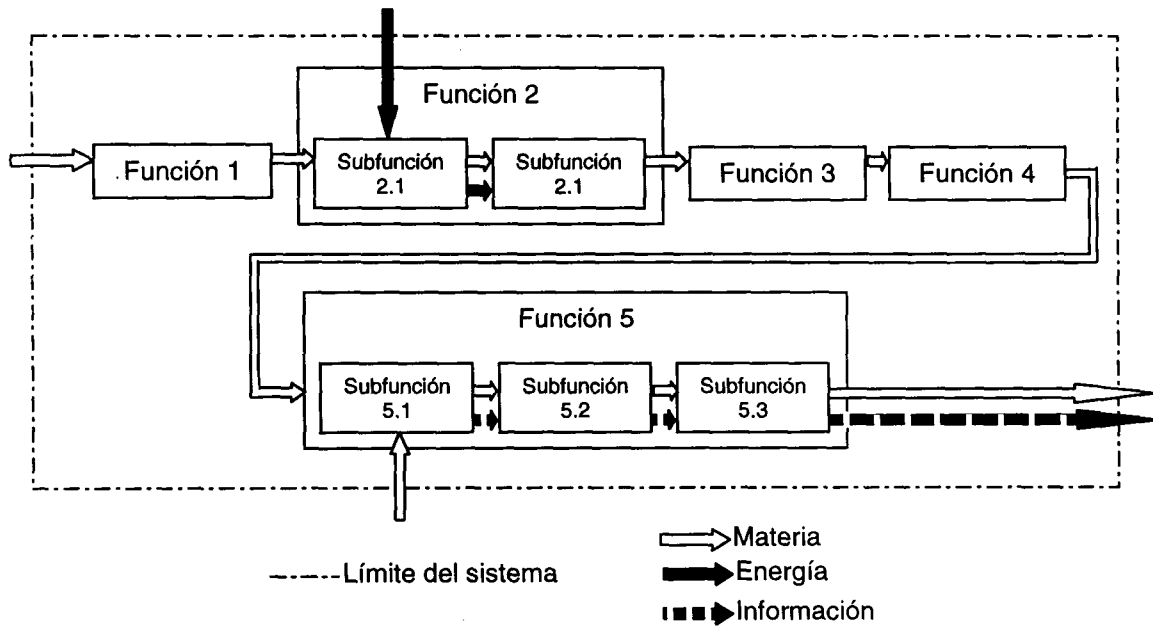 Función 2
Función 1
Subfunción
2.1
Subfunción
2.1
Función 3
Función 4
Función 5
Subfunción
5.1
Subfunción
5.2
Subfunción
5.3
Límite del sistema
Materia
Energía
Información